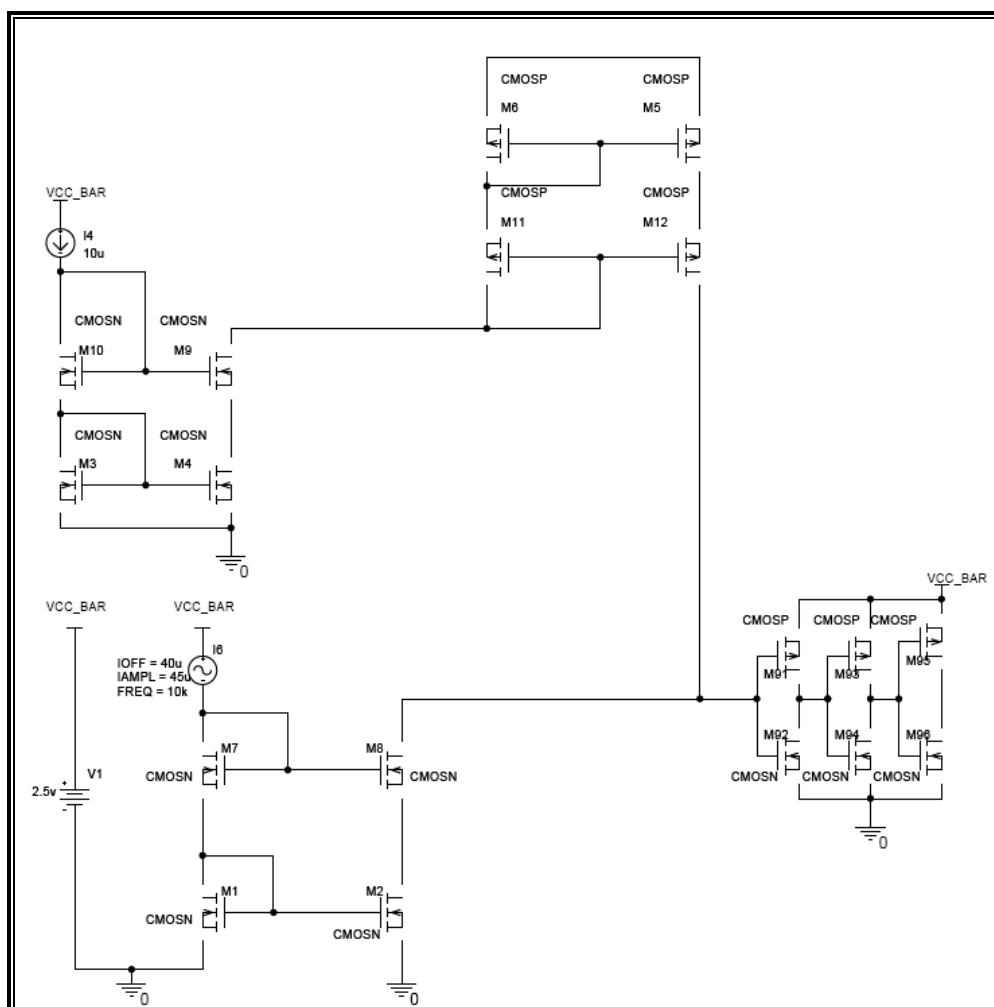 CMOSP
CMOSP
M6
M5
CMOSP
CMOSP
M11
M12
VCC_BAR
I4
10u
CMOSN
CMOSN
M10
M9
CMOSN
CMOSN
M3
M4
0
VCC_BAR
VCC_BAR
VCC_BAR
I6
IOFF = 40u
IAMPL = 45u
FREQ = 10k
CMOSP
CMOSP
CMOSP
M91
M93
M95
M7
M8
CMOSN
CMOSN
M92
M94
M96
CMOSN
CMOSN
CMOSN
V1
2.5v
0
M1
M2
CMOSN
CMOSN
0
0